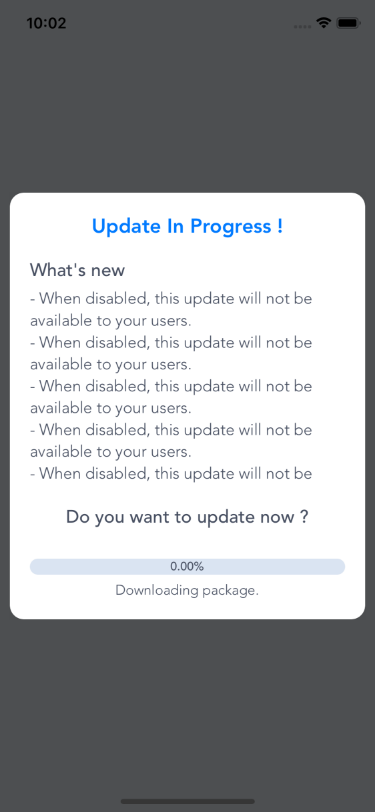 10:02
Update In Progress !
What's new
- When disabled, this update will not be
available to your users.
- When disabled, this update will not be
available to your users.
- When disabled, this update will not be
available to your users.
- When disabled, this update will not be
available to your users.
- When disabled, this update will not be
Do you want to update now ?
0.00%
Downloading package.